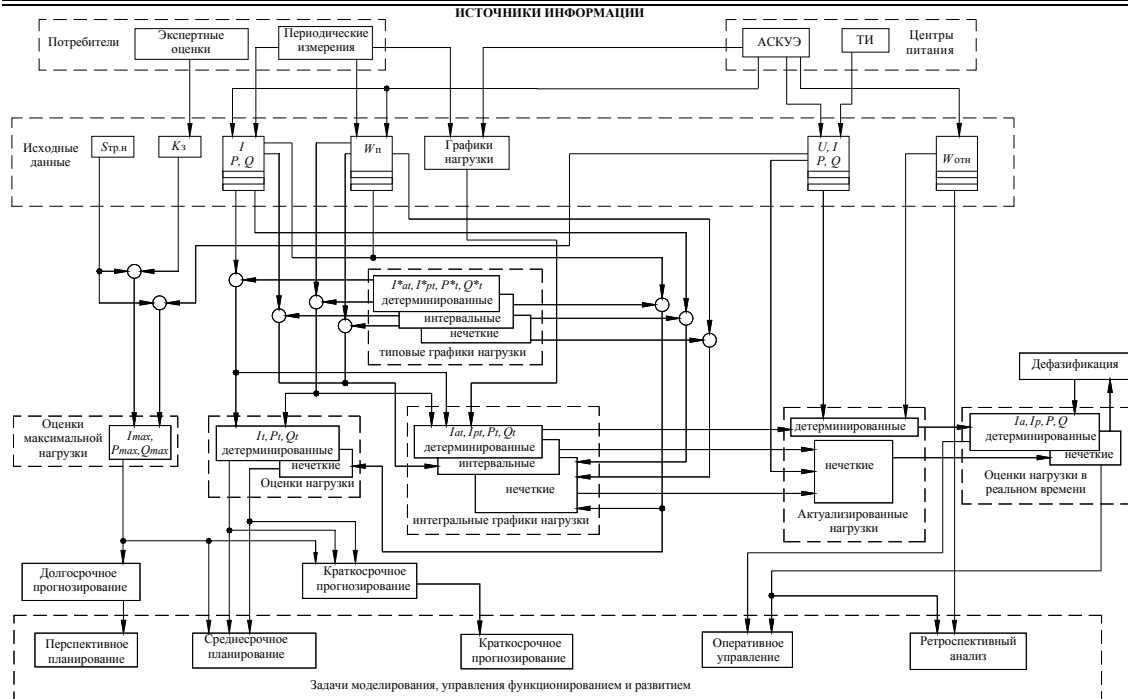 ИСТОЧНИКИ ИНФОРМАЦИИ
Потребители
Экспертные
оценки
Периодические
измерения
АСКУЭ
ТИ
Центры
питания
Исходные
данные
Sтр.н
Kз
I
P, Q
Wп
Графики
нагрузки
U, I
P, Q
Wотн
I*at, I*pt, P*t, Q*t
детерминированные
интервальные
нечеткие
типовые графики нагрузки
Дефазификация
Оценки
максимальной
нагрузки
Imax,
Pmax,Qmax
It, Pt, Qt
детерминированные
нечеткие
Оценки нагрузки
Iat, Ipt, Pt, Qt
детерминированные
интервальные
нечеткие
интегральные графики нагрузки
детерминированные
нечеткие
Актуализированные
нагрузки
Ia, Ip, P, Q
детерминированные
нечеткие
Оценки нагрузки в
реальном времени
Долгосрочное
прогнозирование
Краткосрочное
прогнозирование
Перспективное
планирование
Среднесрочное
планирование
Краткосрочное
прогнозирование
Оперативное
управление
Ретроспективный
анализ
Задачи моделирования, управления функционированием и развитием